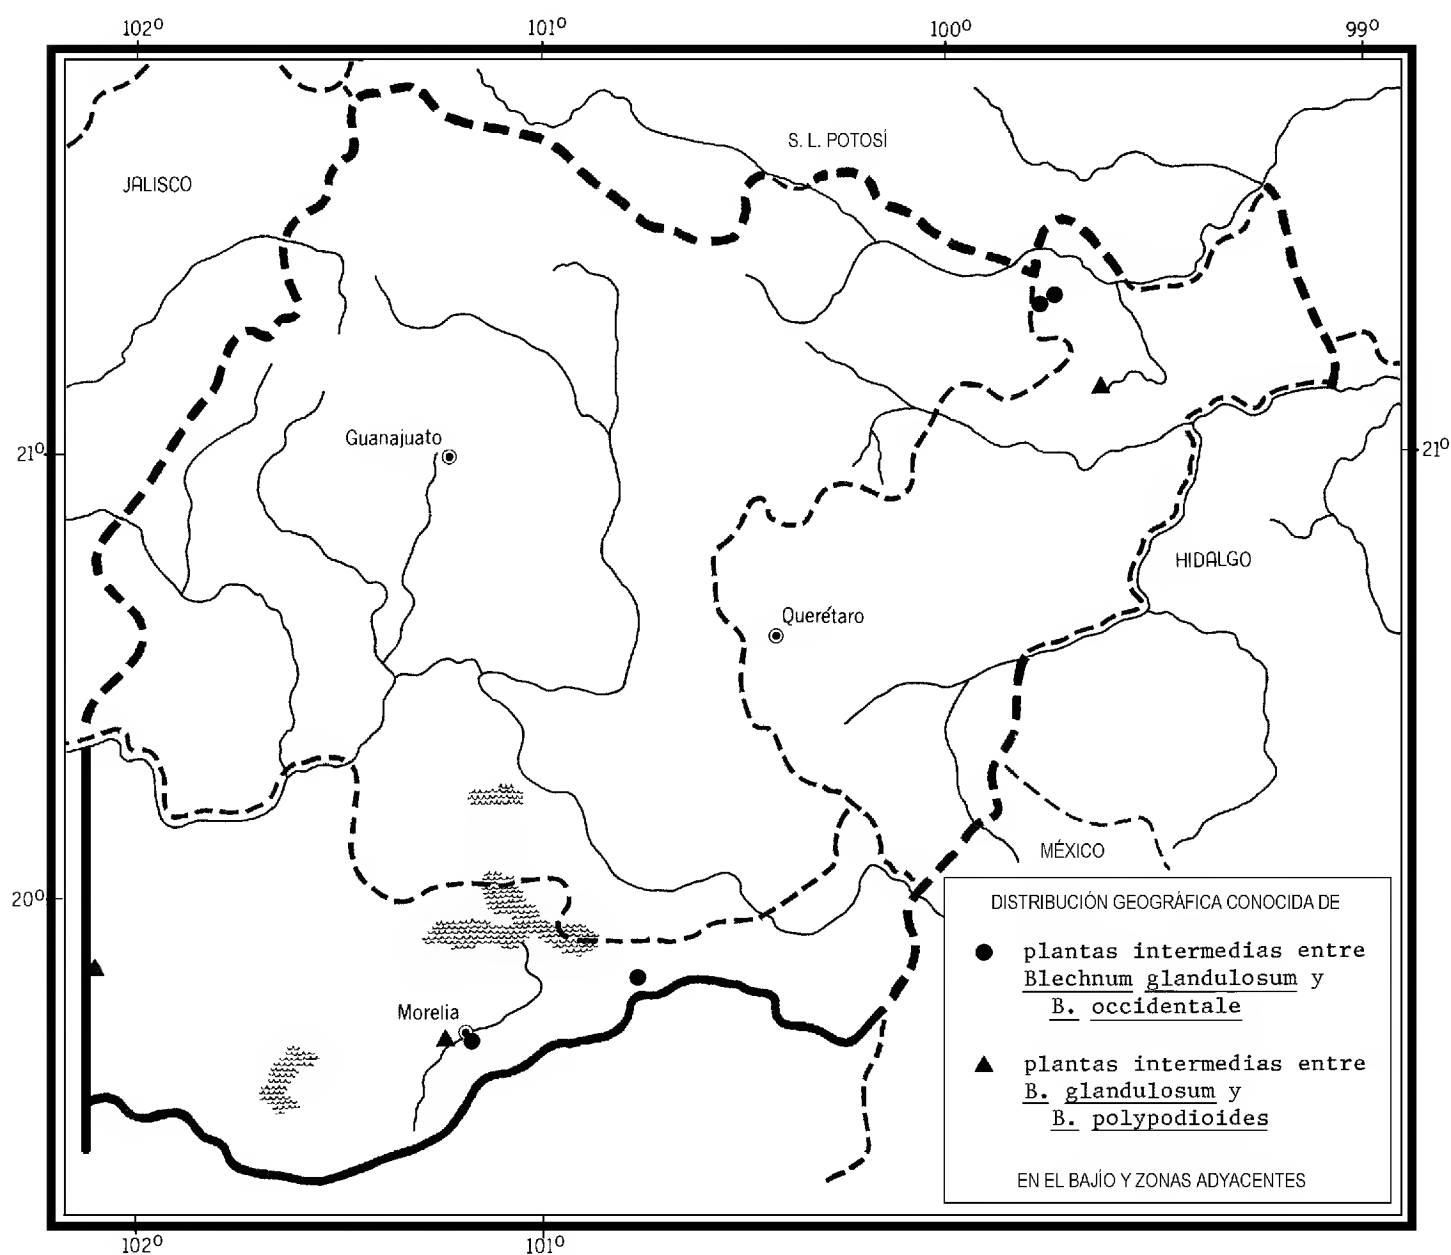 102º 101º 100º 99º
S. L. POTOSÍ
JALISCO
Guanajuato
21º 21º
HIDALGO
Querétaro
MÉXICO
20º
DISTRIBUCIÓN GEOGRÁFICA CONOCIDA DE
plantas intermedias entre
Blechnum glandulosum y
B. occidentale
Morelia
plantas intermedias entre
B. glandulosum y
B. polypodioides
EN EL BAJÍO Y ZONAS ADYACENTES
102º 101º